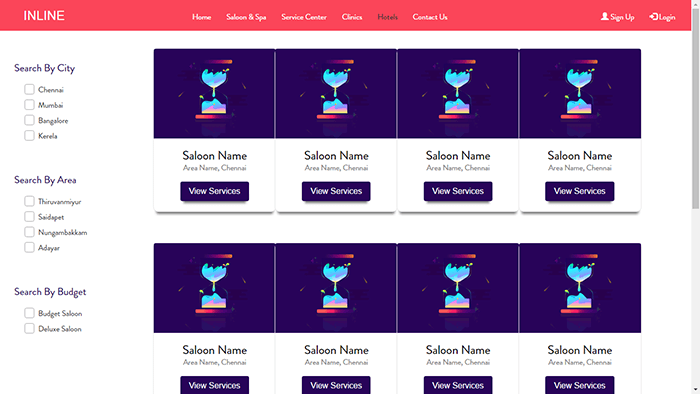 INLINE Home Saloon & Spa Service Center Clinics Hotels Contact Us Sign Up Login
Search By City
Chennai
Mumbai
Bangalore
Kerela
Search By Area
Thiruvanmiyur
Saidapet
Nungambakkam
Adayar
Search By Budget
Budget Saloon
Deluxe Saloon
Saloon Name Saloon Name Saloon Name Saloon Name
Area Name, Chennai Area Name, Chennai Area Name, Chennai Area Name, Chennai
View Services View Services View Services View Services
Saloon Name Saloon Name Saloon Name Saloon Name
Area Name, Chennai Area Name, Chennai Area Name, Chennai Area Name, Chennai
View Services View Services View Services View Services